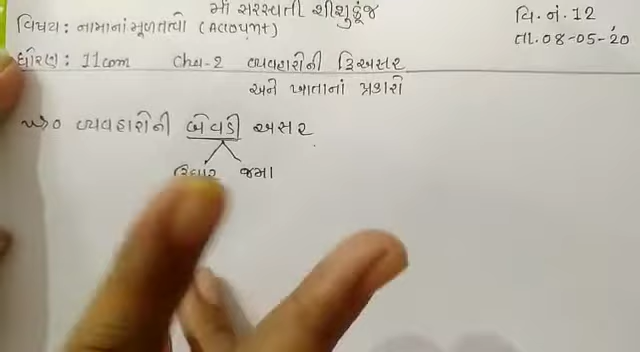 માં સરસ્વતી શીશુકૂંજ
વિષય: નામાનાં મૂળતત્વો (Account)
વિ. નં. 12
તા. 08-05-20
ધોરણ: 11com Cha-2 વ્યવહારોની દ્વિઅસર
અને ખાતાનાં પ્રકારો
વ્યવહારોની બેવડી અસર
ઉધાર જમા